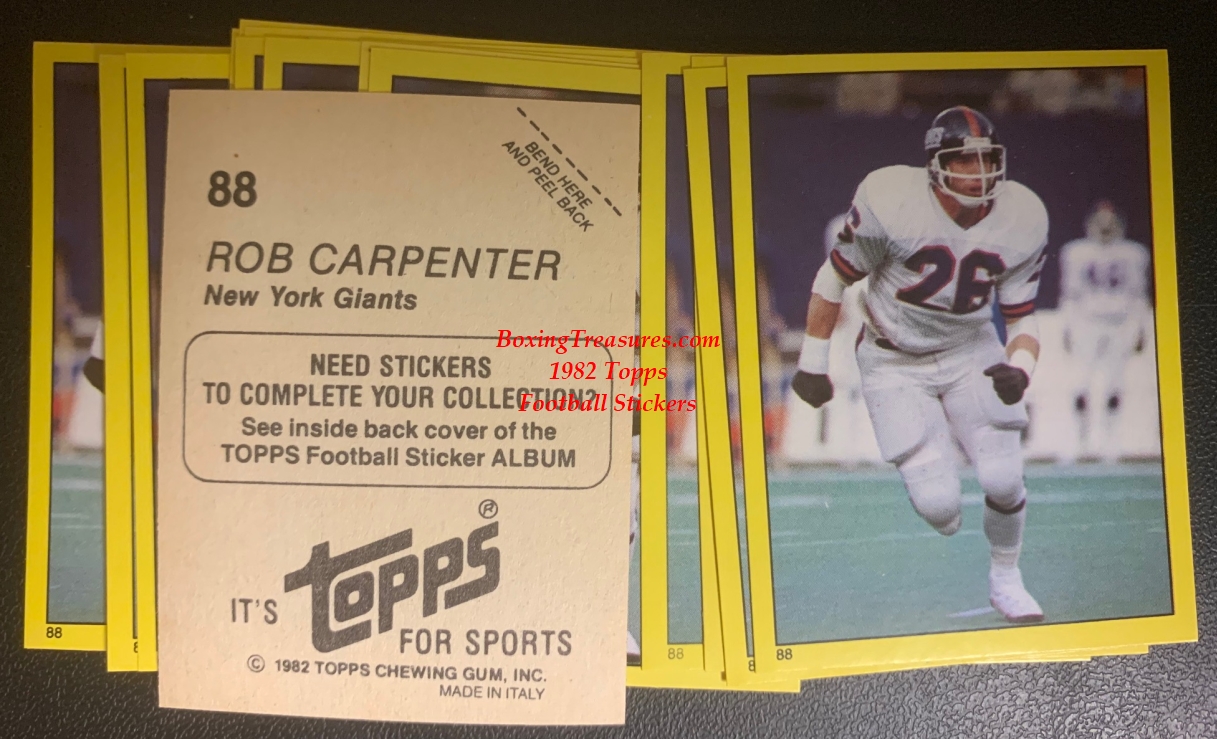 88
BEND HERE
AND PEEL BACK
ROB CARPENTER
New York Giants
NEED STICKERS
TO COMPLETE YOUR COLLECTION?
See inside back cover of the
TOPPS Football Sticker ALBUM
BoxingTreasures.com
1982 Topps
Football Stickers
®
IT'S topps
FOR SPORTS
© 1982 TOPPS CHEWING GUM, INC.
MADE IN ITALY
26
88
88
88